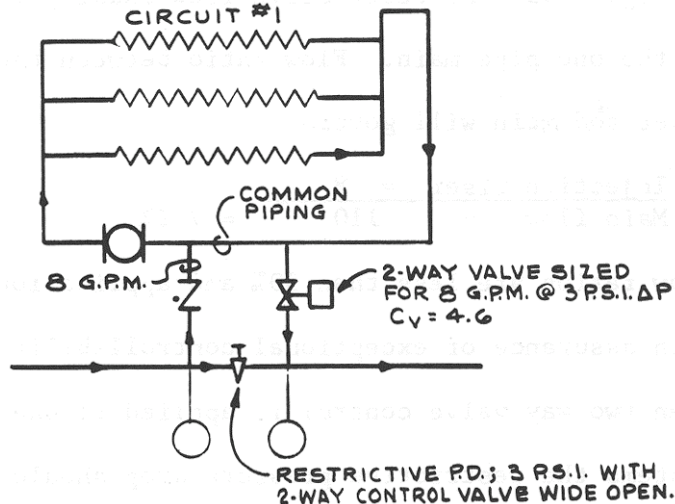 CIRCUIT #1
COMMON
PIPING
8 G.P.M.
2-WAY VALVE SIZED
FOR 8 G.P.M. @ 3 P.S.I. ΔP
Cv = 4.6
RESTRICTIVE P.D.; 3 P.S.I. WITH
2-WAY CONTROL VALVE WIDE OPEN.